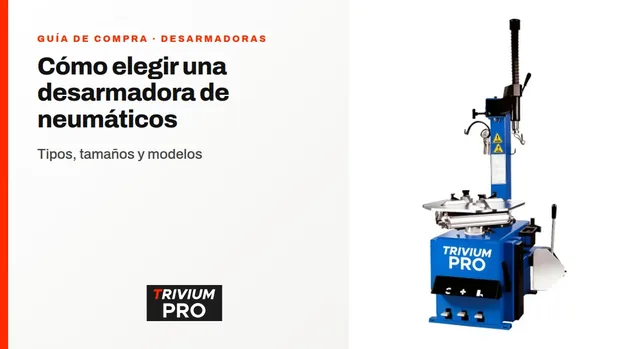 GUÍA DE COMPRA · DESARMADORAS
Cómo elegir una
desarmadora de
neumáticos
Tipos, tamaños y modelos
TRIVIUM
PRO
TRIVIUM
PRO